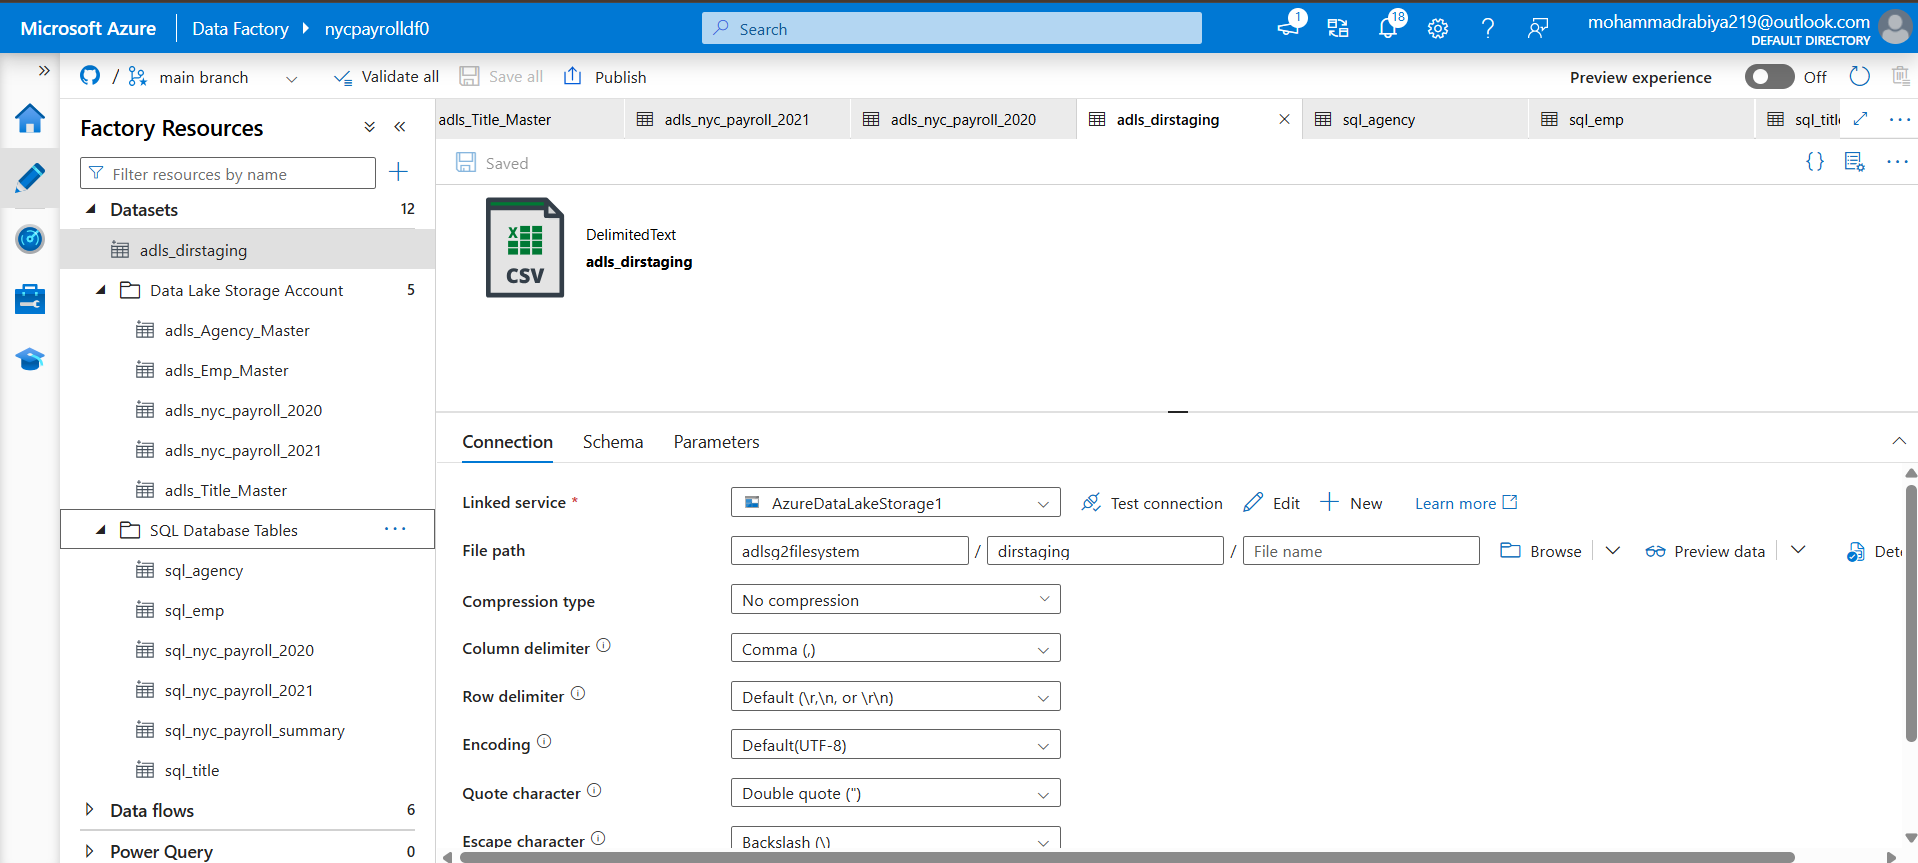 Microsoft Azure
Data Factory
nycpayrolldf0
Search
1
18
mohammadrabiya219@outlook.com
DEFAULT DIRECTORY
/
main branch
Validate all
Save all
Publish
Preview experience
Off
Factory Resources
Filter resources by name
Datasets 12
adls_dirstaging
Data Lake Storage Account 5
adls_Agency_Master
adls_Emp_Master
adls_nyc_payroll_2020
adls_nyc_payroll_2021
adls_Title_Master
SQL Database Tables
sql_agency
sql_emp
sql_nyc_payroll_2020
sql_nyc_payroll_2021
sql_nyc_payroll_summary
sql_title
Data flows 6
Power Query 0
adls_Title_Master
adls_nyc_payroll_2021
adls_nyc_payroll_2020
adls_dirstaging
sql_agency
sql_emp
Saved
{}
CSV
DelimitedText
adls_dirstaging
Connection Schema Parameters
Linked service * AzureDataLakeStorage1 Test connection Edit New Learn more
File path adlsg2filesystem / dirstaging / File name Browse Preview data
Compression type No compression
Column delimiter Comma (,)
Row delimiter Default (\r,\n, or \r\n)
Encoding Default(UTF-8)
Quote character Double quote (")
Escape character Backslash (\)